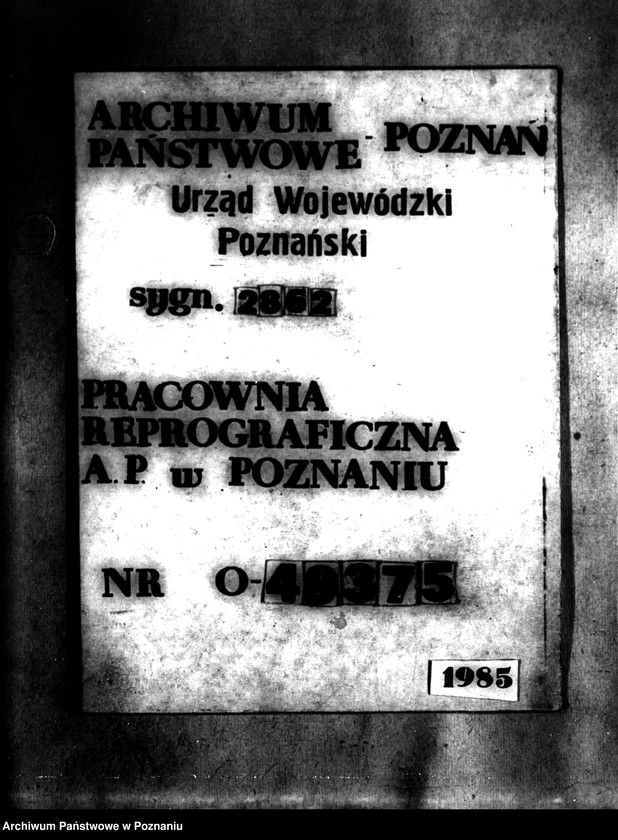 ARCHIWUM
PAŃSTWOWE - POZNAŃ
Urząd Wojewódzki
Poznański
sygn. 2862
PRACOWNIA
REPROGRAFICZNA
A.P. w POZNANIU
NR O-49375
1985
Archiwum Państwowe w Poznaniu